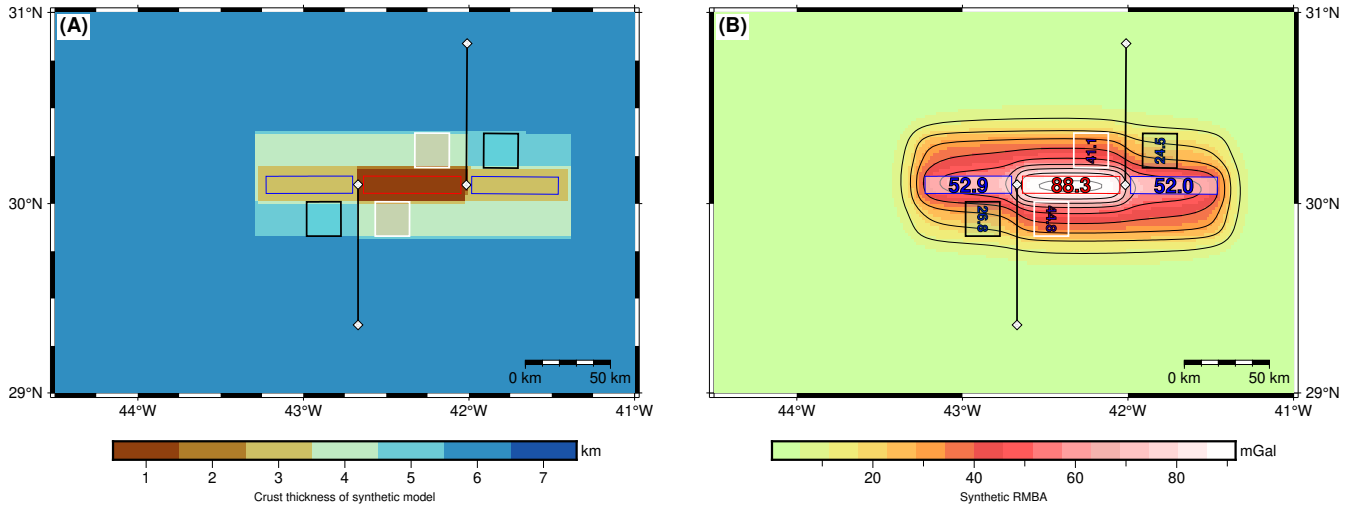 (A)
31°N
30°N
29°N
44°W 43°W 42°W 41°W
0 km 50 km
1 2 3 4 5 6 7 km
Crust thickness of synthetic model
(B)
31°N
30°N
29°N
41.1
24.5
52.9 88.3 52.0
26.8
44.8
44°W 43°W 42°W 41°W
0 km 50 km
20 40 60 80 mGal
Synthetic RMBA